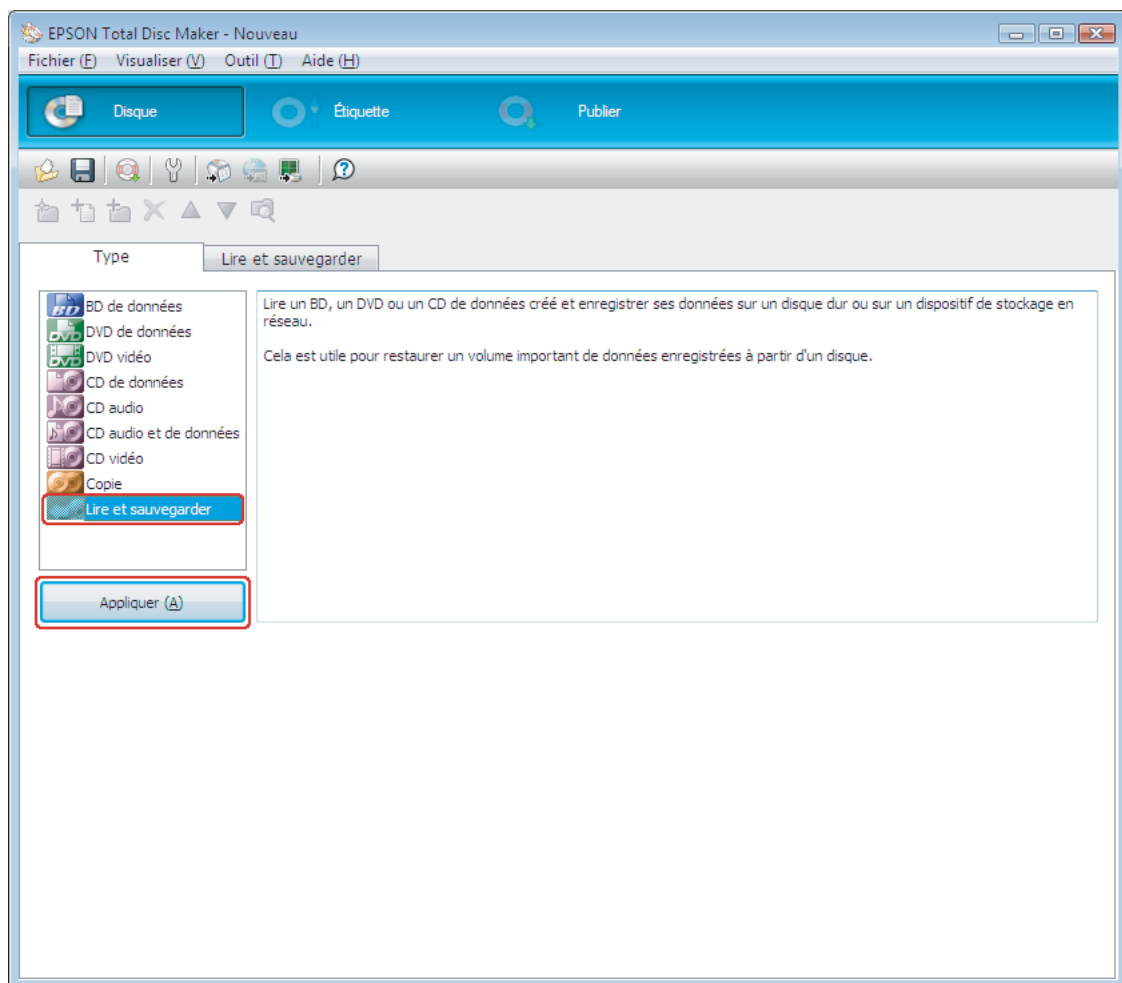 EPSON Total Disc Maker - Nouveau
Fichier (F) Visualiser (V) Outil (T) Aide (H)
Disque Étiquette Publier
Type Lire et sauvegarder
BD BD de données
DVD DVD de données
DVD DVD vidéo
CD de données
CD audio
CD audio et de données
CD vidéo
Copie
Lire et sauvegarder
Appliquer (A)
Lire un BD, un DVD ou un CD de données créé et enregistrer ses données sur un disque dur ou sur un dispositif de stockage en
réseau.
Cela est utile pour restaurer un volume important de données enregistrées à partir d'un disque.